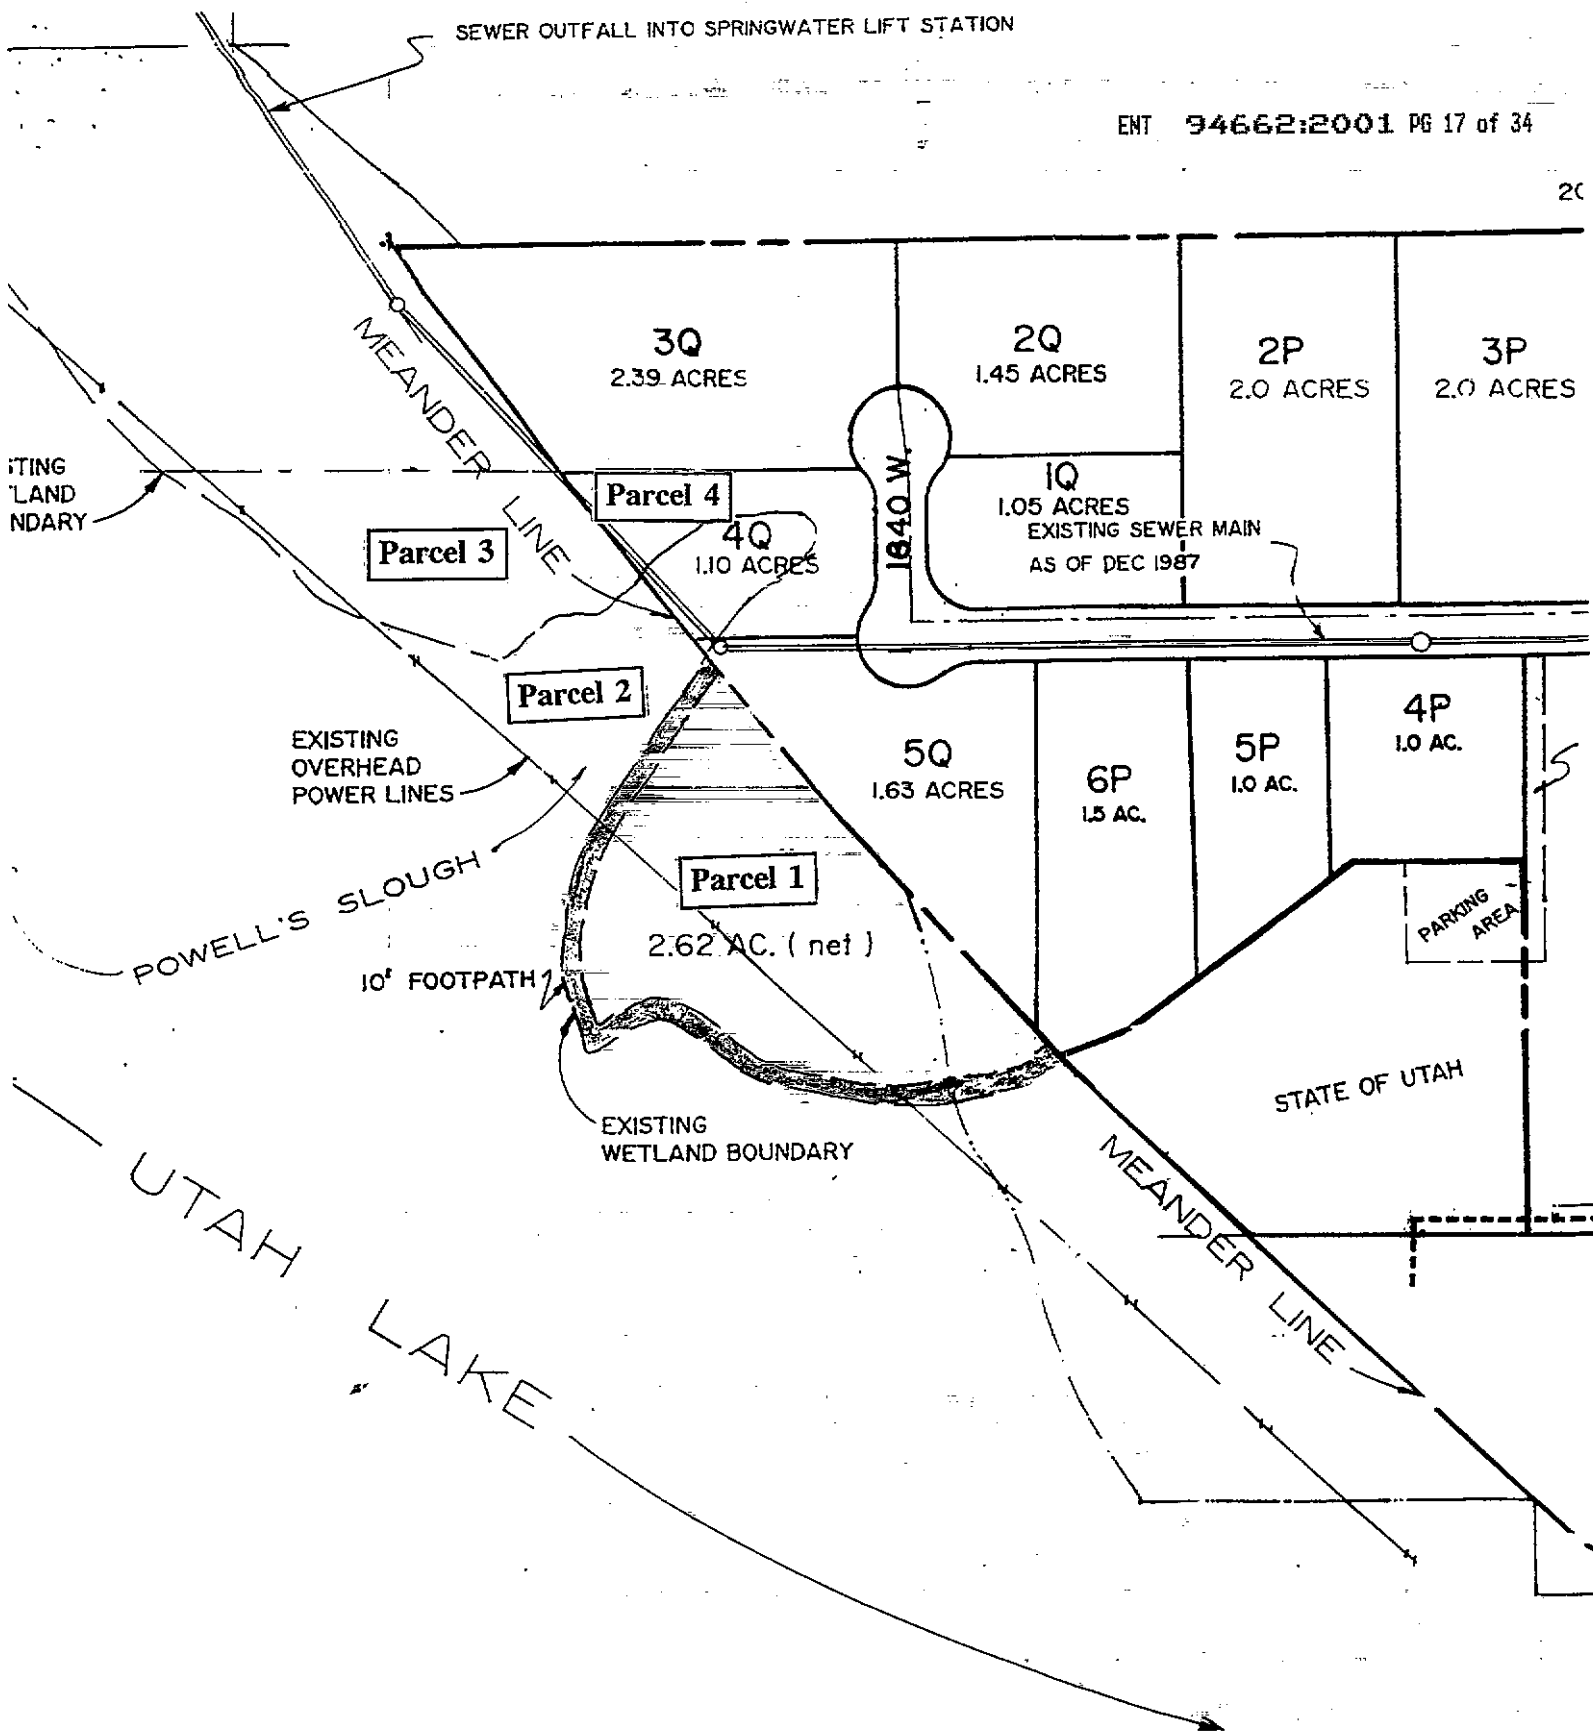 SEWER OUTFALL INTO SPRINGWATER LIFT STATION
ENT 94662:2001 PG 17 of 34
20
3Q
2.39 ACRES
2Q
1.45 ACRES
2P
2.0 ACRES
3P
2.0 ACRES
MEANDER LINE
TING
LAND
NDARY
Parcel 4
Parcel 3
4Q
1.10 ACRES
1840 W.
1Q
1.05 ACRES
EXISTING SEWER MAIN
AS OF DEC 1987
Parcel 2
EXISTING
OVERHEAD
POWER LINES
5Q
1.63 ACRES
6P
1.5 AC.
5P
1.0 AC.
4P
1.0 AC.
Parcel 1
2.62 AC. ( net )
PARKING
AREA
POWELL'S SLOUGH
10' FOOTPATH
EXISTING
WETLAND BOUNDARY
STATE OF UTAH
MEANDER LINE
UTAH LAKE